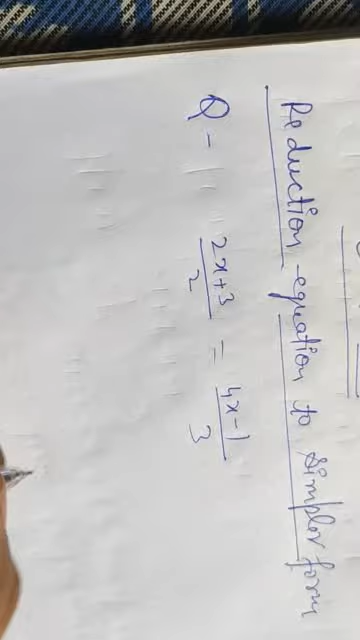 Reduction equation to Simpler form
Q - 2x+3/2 = 4x-1/3